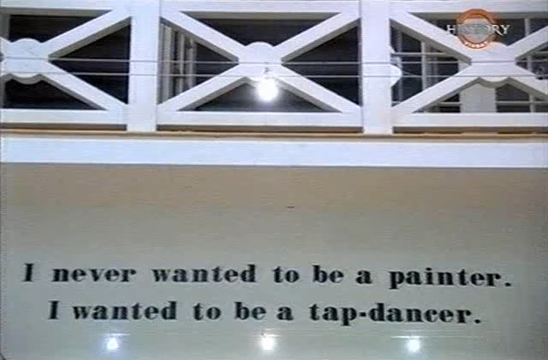 HISTORY
I never wanted to be a painter.
I wanted to be a tap-dancer.